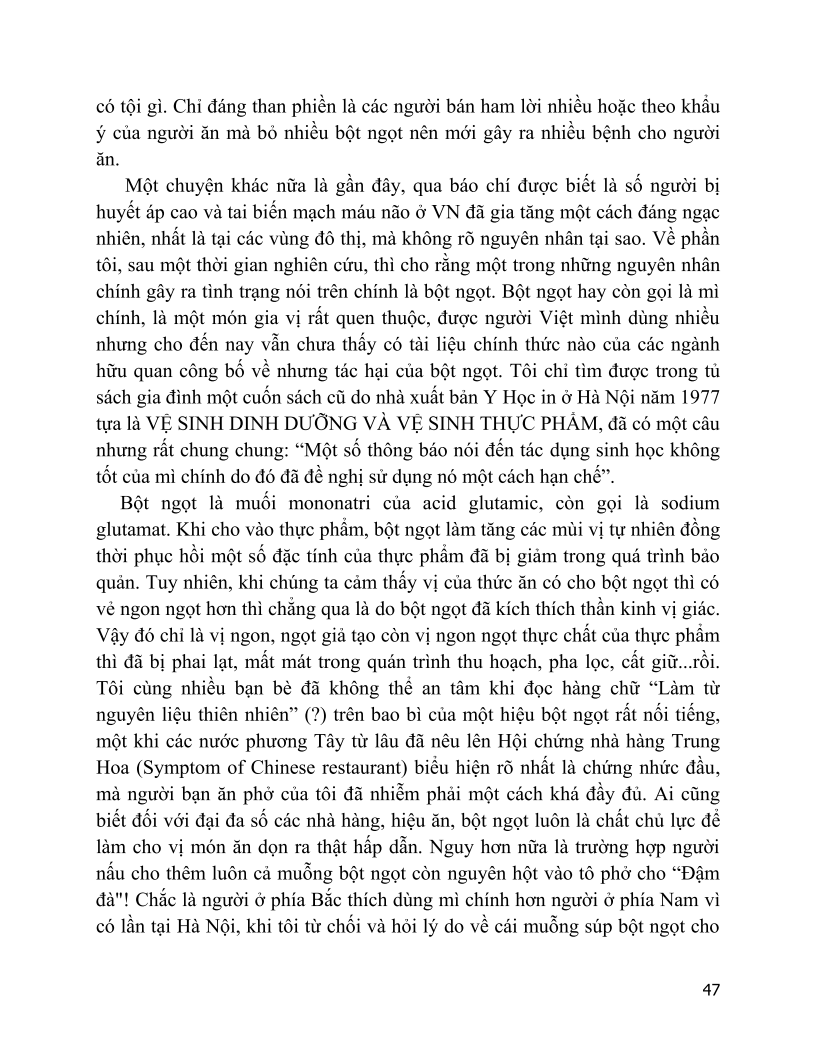 có tội gì. Chỉ đáng than phiền là các người bán ham lời nhiều hoặc theo khẩu
ý của người ăn mà bỏ nhiều bột ngọt nên mới gây ra nhiều bệnh cho người
ăn.
Một chuyện khác nữa là gần đây, qua báo chí được biết là số người bị
huyết áp cao và tai biến mạch máu não ở VN đã gia tăng một cách đáng ngạc
nhiên, nhất là tại các vùng đô thị, mà không rõ nguyên nhân tại sao. Về phần
tôi, sau một thời gian nghiên cứu, thì cho rằng một trong những nguyên nhân
chính gây ra tình trạng nói trên chính là bột ngọt. Bột ngọt hay còn gọi là mì
chính, là một món gia vị rất quen thuộc, được người Việt mình dùng nhiều
nhưng cho đến nay vẫn chưa thấy có tài liệu chính thức nào của các ngành
hữu quan công bố về nhưng tác hại của bột ngọt. Tôi chỉ tìm được trong tủ
sách gia đình một cuốn sách cũ do nhà xuất bản Y Học in ở Hà Nội năm 1977
tựa là VỆ SINH DINH DƯỠNG VÀ VỆ SINH THỰC PHẨM, đã có một câu
nhưng rất chung chung: “Một số thông báo nói đến tác dụng sinh học không
tốt của mì chính do đó đã đề nghị sử dụng nó một cách hạn chế”.
Bột ngọt là muối mononatri của acid glutamic, còn gọi là sodium
glutamat. Khi cho vào thực phẩm, bột ngọt làm tăng các mùi vị tự nhiên đồng
thời phục hồi một số đặc tính của thực phẩm đã bị giảm trong quá trình bảo
quản. Tuy nhiên, khi chúng ta cảm thấy vị của thức ăn có cho bột ngọt thì có
vẻ ngon ngọt hơn thì chẳng qua là do bột ngọt đã kích thích thần kinh vị giác.
Vậy đó chỉ là vị ngon, ngọt giả tạo còn vị ngon ngọt thực chất của thực phẩm
thì đã bị phai lạt, mất mát trong quán trình thu hoạch, pha lọc, cất giữ...rồi.
Tôi cùng nhiều bạn bè đã không thể an tâm khi đọc hàng chữ “Làm từ
nguyên liệu thiên nhiên” (?) trên bao bì của một hiệu bột ngọt rất nối tiếng,
một khi các nước phương Tây từ lâu đã nêu lên Hội chứng nhà hàng Trung
Hoa (Symptom of Chinese restaurant) biểu hiện rõ nhất là chứng nhức đầu,
mà người bạn ăn phở của tôi đã nhiễm phải một cách khá đầy đủ. Ai cũng
biết đối với đại đa số các nhà hàng, hiệu ăn, bột ngọt luôn là chất chủ lực để
làm cho vị món ăn dọn ra thật hấp dẫn. Nguy hơn nữa là trường hợp người
nấu cho thêm luôn cả muỗng bột ngọt còn nguyên hột vào tô phở cho “Đậm
đà"! Chắc là người ở phía Bắc thích dùng mì chính hơn người ở phía Nam vì
có lần tại Hà Nội, khi tôi từ chối và hỏi lý do về cái muỗng súp bột ngọt cho
47